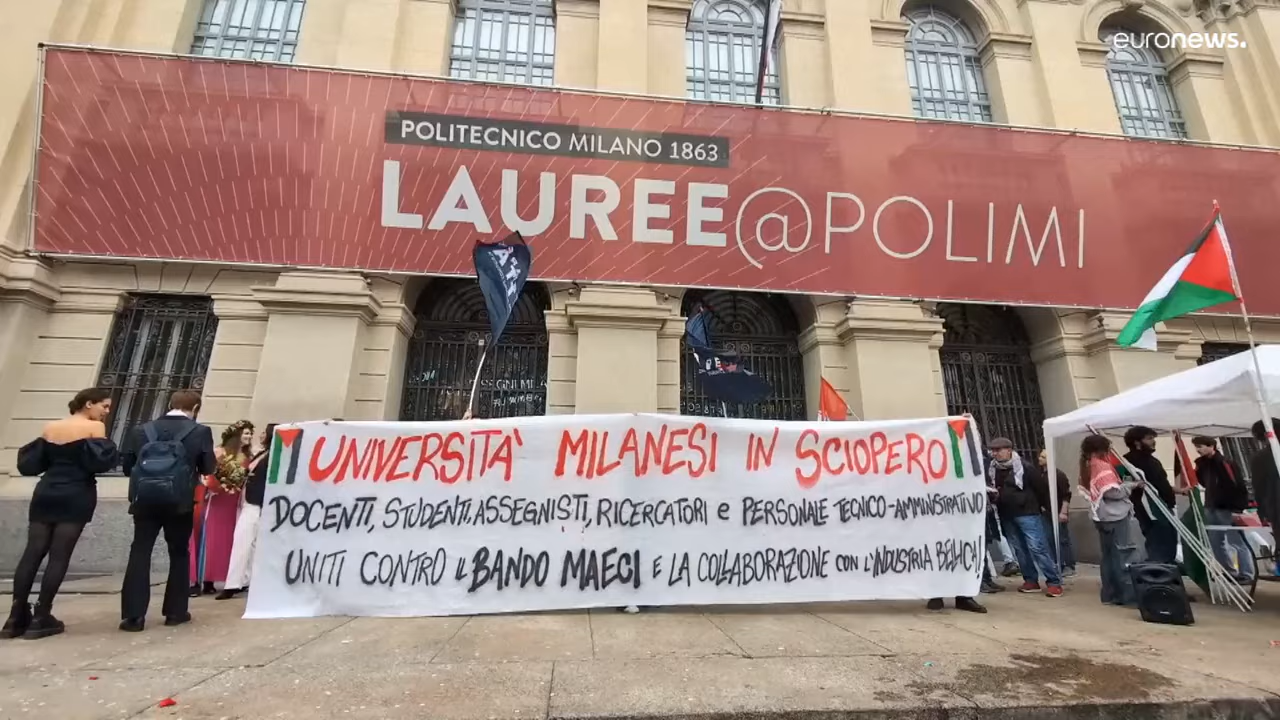 euronews.
POLITECNICO MILANO 1863
LAUREE@POLIMI
UNIVERSITA' MILANESI IN SCIOPERO
DOCENTI, STUDENTI, ASSEGNISTI, RICERCATORI e PERSONALE TECNICO-AMMINISTRATIVO
UNITI CONTRO IL BANDO MAECI E LA COLLABORAZIONE CON L'INDUSTRIA BELLICA!